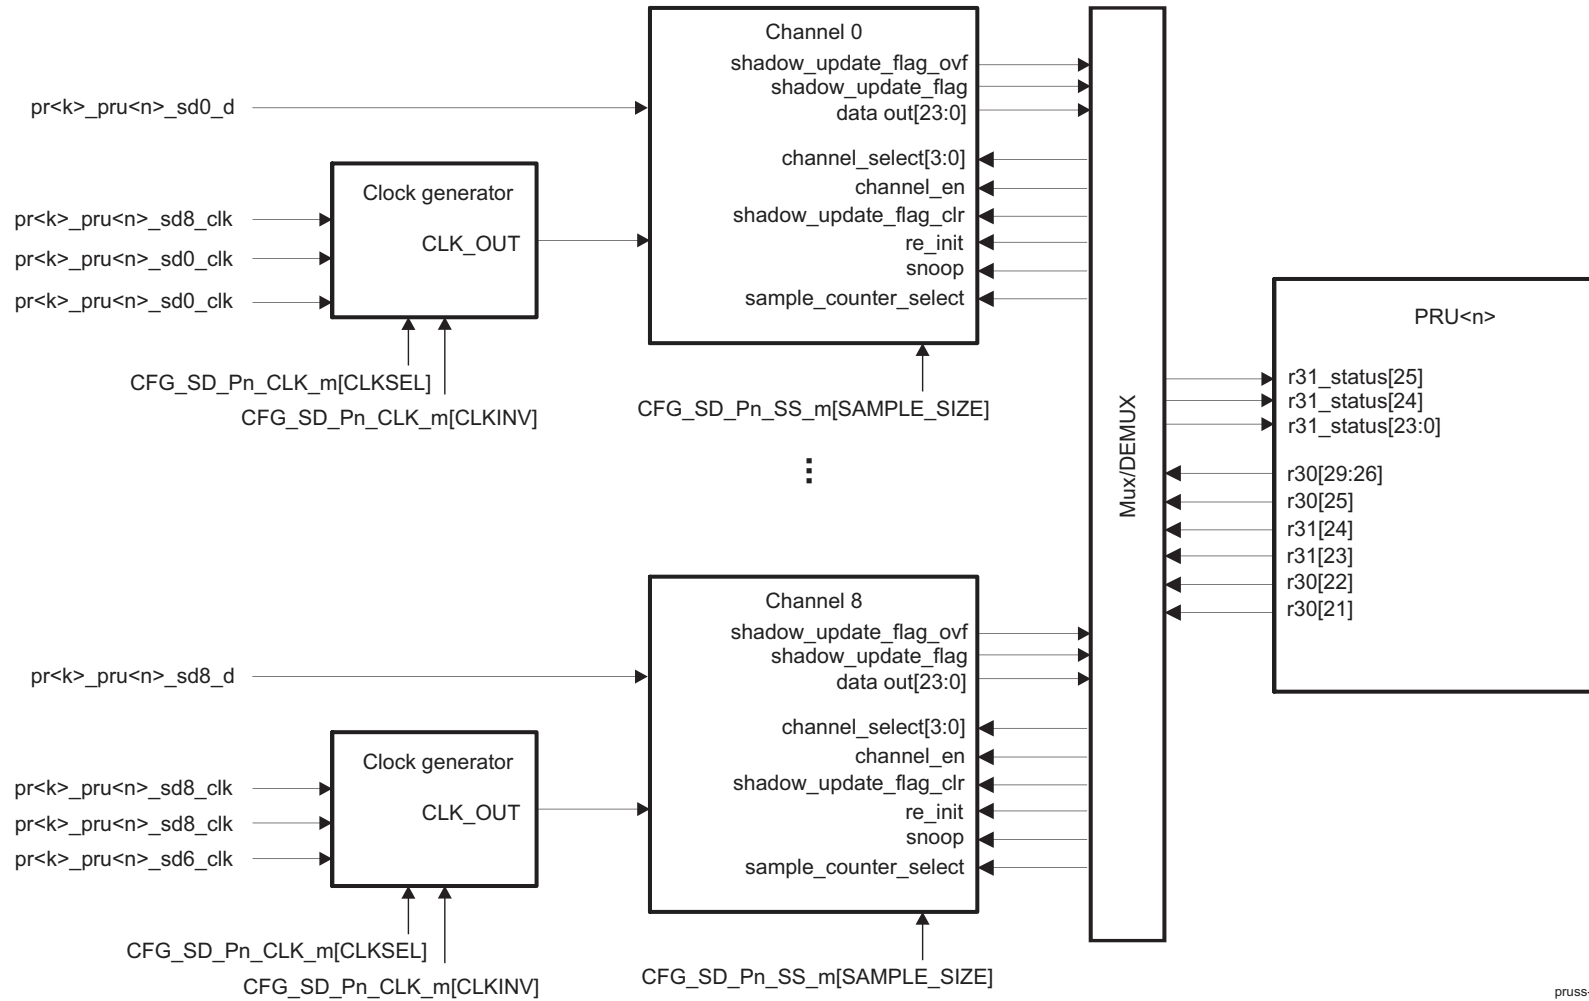 Channel 0
shadow_update_flag_ovf
shadow_update_flag
data out[23:0]
channel_select[3:0]
channel_en
shadow_update_flag_clr
re_init
snoop
sample_counter_select
pr<k>_pru<n>_sd0_d
Clock generator
CLK_OUT
pr<k>_pru<n>_sd8_clk
pr<k>_pru<n>_sd0_clk
pr<k>_pru<n>_sd0_clk
CFG_SD_Pn_CLK_m[CLKSEL]
CFG_SD_Pn_CLK_m[CLKINV]
CFG_SD_Pn_SS_m[SAMPLE_SIZE]
Mux/DEMUX
PRU<n>
r31_status[25]
r31_status[24]
r31_status[23:0]
r30[29:26]
r30[25]
r31[24]
r31[23]
r30[22]
r30[21]
Channel 8
shadow_update_flag_ovf
shadow_update_flag
data out[23:0]
channel_select[3:0]
channel_en
shadow_update_flag_clr
re_init
snoop
sample_counter_select
pr<k>_pru<n>_sd8_d
Clock generator
CLK_OUT
pr<k>_pru<n>_sd8_clk
pr<k>_pru<n>_sd8_clk
pr<k>_pru<n>_sd6_clk
CFG_SD_Pn_CLK_m[CLKSEL]
CFG_SD_Pn_CLK_m[CLKINV]
CFG_SD_Pn_SS_m[SAMPLE_SIZE]
pruss-